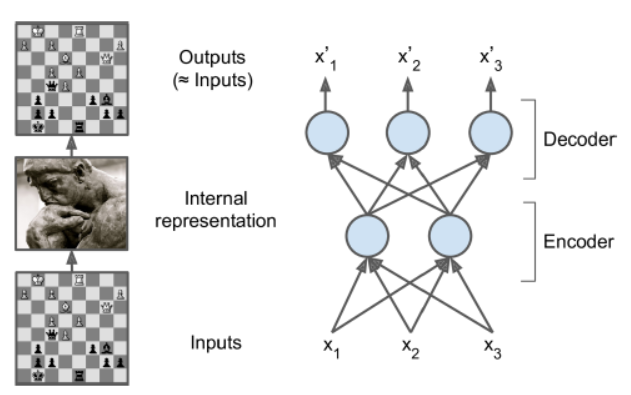 Outputs
(≈ Inputs)
x'1 x'2 x'3
Decoder
Internal
representation
Encoder
Inputs
x1 x2 x3